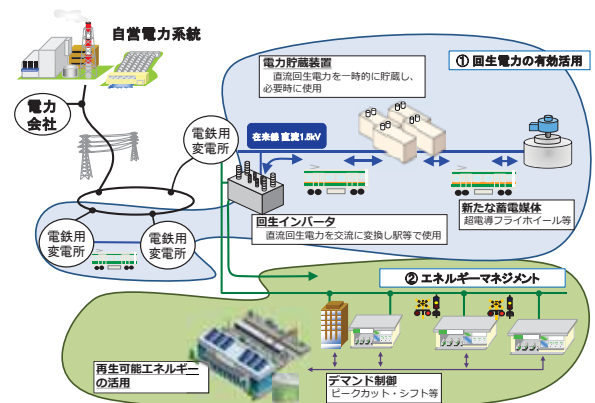 自営電力系統
電力
会社
電鉄用
変電所
電鉄用
変電所
電鉄用
変電所
① 回生電力の有効活用
電力貯蔵装置
直流回生電力を一時的に貯蔵し、
必要時に使用
在来線 直流1.5kV
回生インバータ
直流回生電力を交流に変換し駅等で使用
新たな蓄電媒体
超電導フライホイール等
② エネルギーマネジメント
再生可能エネルギー
の活用
デマンド制御
ピークカット・シフト等